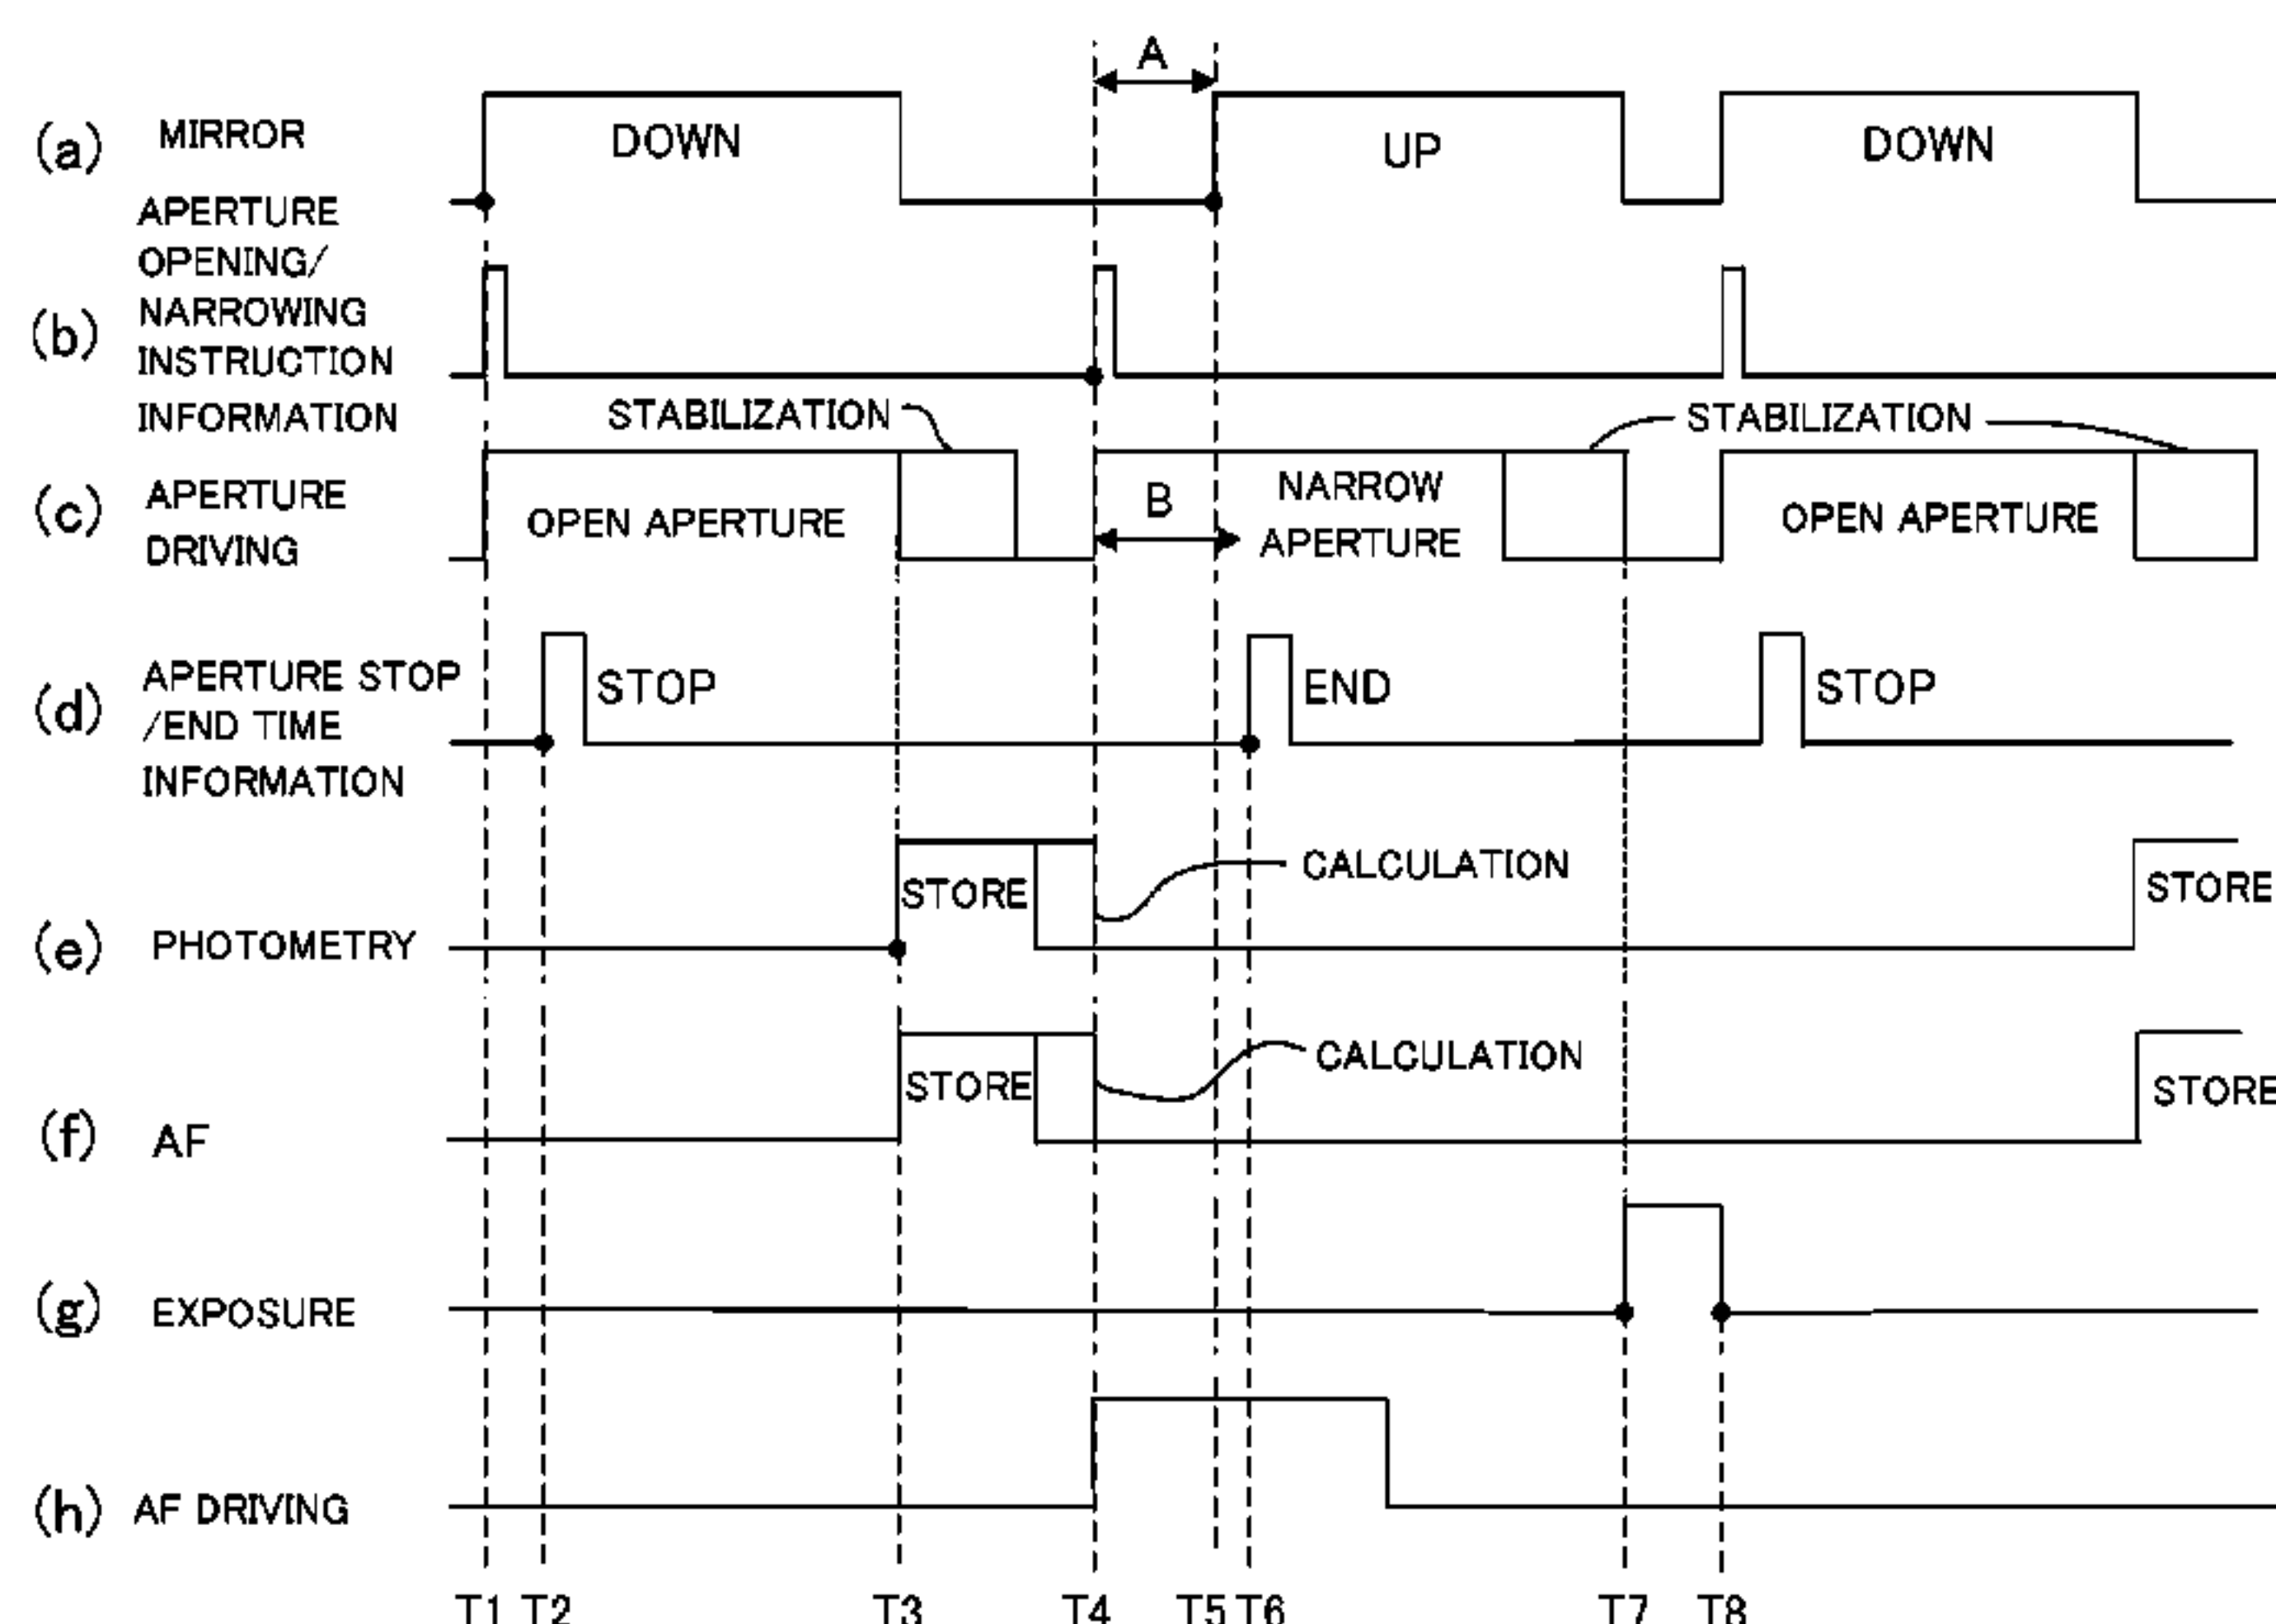 A
(a) MIRROR DOWN UP DOWN
(b) APERTURE
OPENING/
NARROWING
INSTRUCTION
INFORMATION
STABILIZATION STABILIZATION
(c) APERTURE
DRIVING
OPEN APERTURE B NARROW
APERTURE
OPEN APERTURE
(d) APERTURE STOP
/END TIME
INFORMATION
STOP END STOP
(e) PHOTOMETRY STORE CALCULATION STORE
(f) AF STORE CALCULATION STORE
(g) EXPOSURE
(h) AF DRIVING
T1 T2 T3 T4 T5 T6 T7 T8